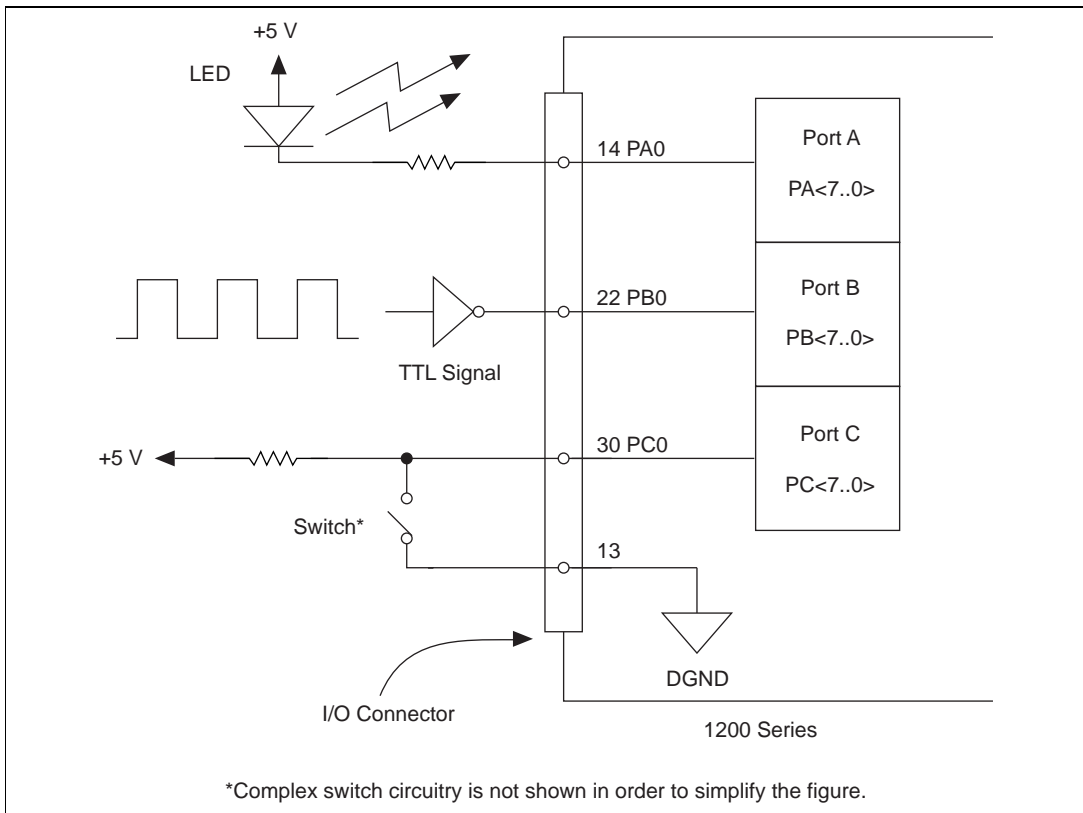 +5 V
LED
14 PA0
Port A
PA<7..0>
22 PB0
Port B
PB<7..0>
TTL Signal
30 PC0
Port C
PC<7..0>
+5 V
Switch*
13
DGND
I/O Connector
1200 Series
*Complex switch circuitry is not shown in order to simplify the figure.